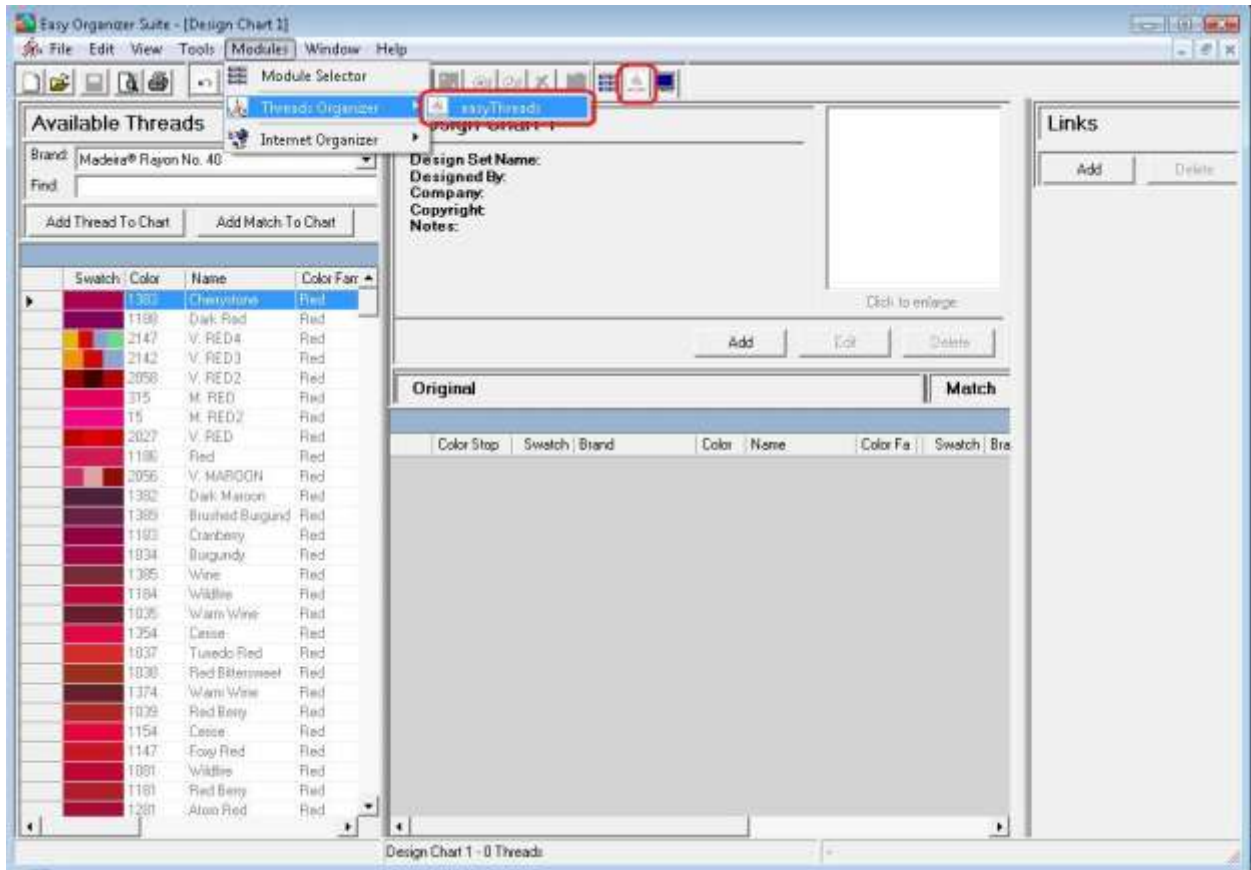 Easy Organizer Suite - [Design Chart 1]
File Edit View Tools Modules Window Help
Module Selector
Threads Organizer
easyThreads
Internet Organizer
Available Threads
Brand: Madeira® Rayon No. 40
Find:
Add Thread To Chart Add Match To Chart
Swatch Color Name Color Fam
1383 Cherrystone Red
1188 Dark Red Red
2147 V. RED4 Red
2142 V. RED3 Red
2058 V. RED2 Red
315 M. RED Red
15 M. RED2 Red
2027 V. RED Red
1186 Red Red
2056 V. MAROON Red
1382 Dark Maroon Red
1389 Brushed Burgund Red
1183 Cranberry Red
1834 Burgundy Red
1385 Wine Red
1184 Wildfire Red
1035 Warm Wine Red
1354 Cerise Red
1037 Tuxedo Red Red
1038 Red Bittersweet Red
1374 Warm Wine Red
1039 Red Berry Red
1154 Cerise Red
1147 Foxy Red Red
1081 Wildfire Red
1181 Red Berry Red
1281 Red
Design Chart 1
Design Set Name:
Designed By:
Company:
Copyright:
Notes:
Click to enlarge
Add Edit Delete
Original Match
Color Stop Swatch Brand Color Name Color Fa Swatch Bra
Links
Add Delete
Design Chart 1 - 0 Threads -